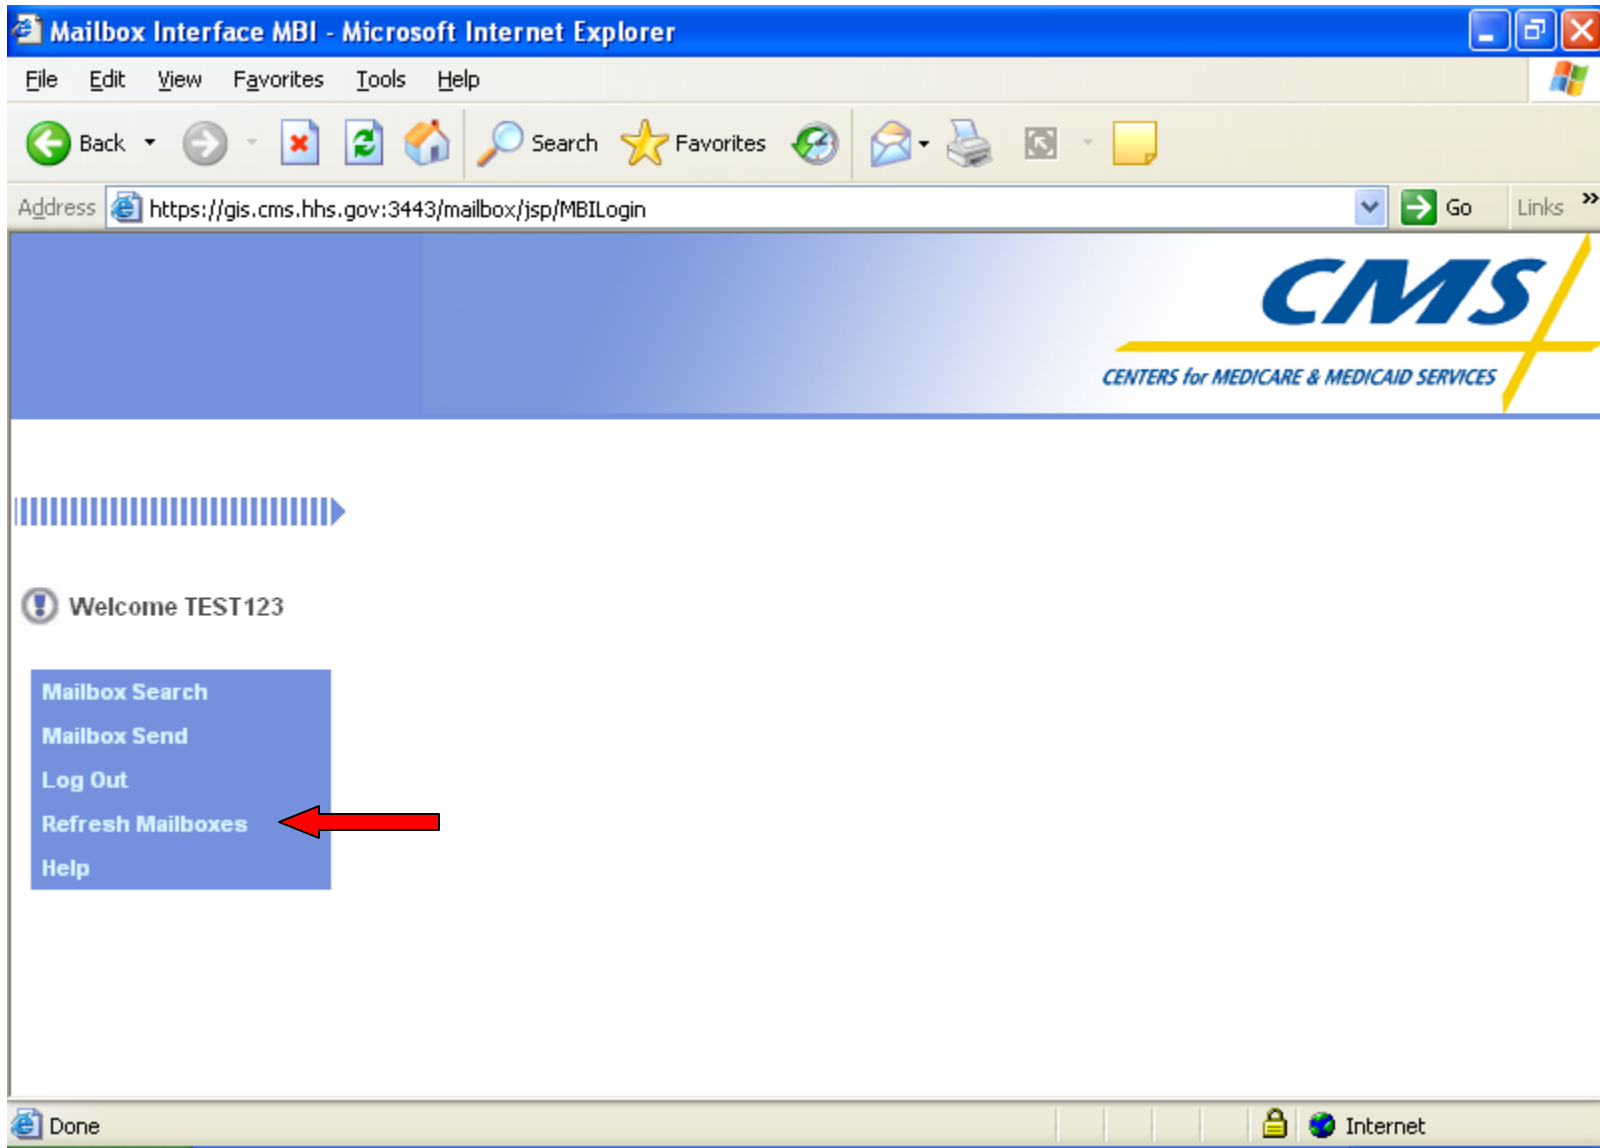 Mailbox Interface MBI - Microsoft Internet Explorer
File Edit View Favorites Tools Help
Back Search Favorites
Address https://gis.cms.hhs.gov:3443/mailbox/jsp/MBILogin Go Links »
CMS
CENTERS for MEDICARE & MEDICAID SERVICES
Welcome TEST123
Mailbox Search
Mailbox Send
Log Out
Refresh Mailboxes
Help
Done Internet